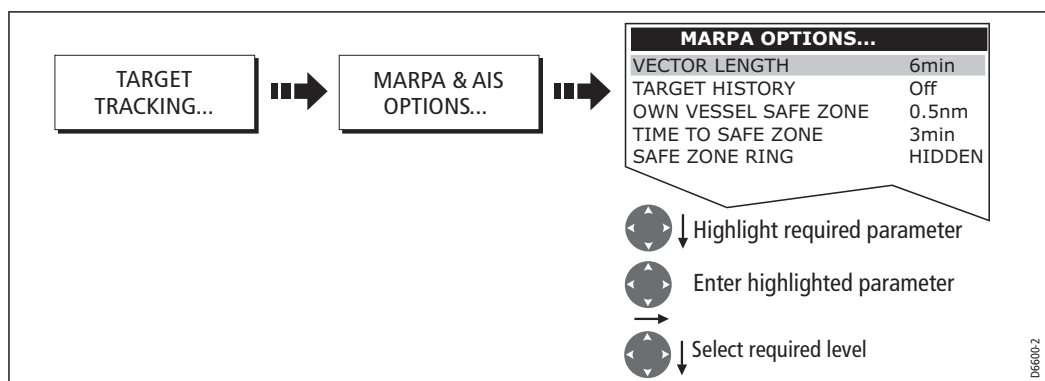 TARGET
TRACKING...
MARPA & AIS
OPTIONS...
MARPA OPTIONS...
VECTOR LENGTH 6min
TARGET HISTORY Off
OWN VESSEL SAFE ZONE 0.5nm
TIME TO SAFE ZONE 3min
SAFE ZONE RING HIDDEN
Highlight required parameter
Enter highlighted parameter
Select required level
D6600-2